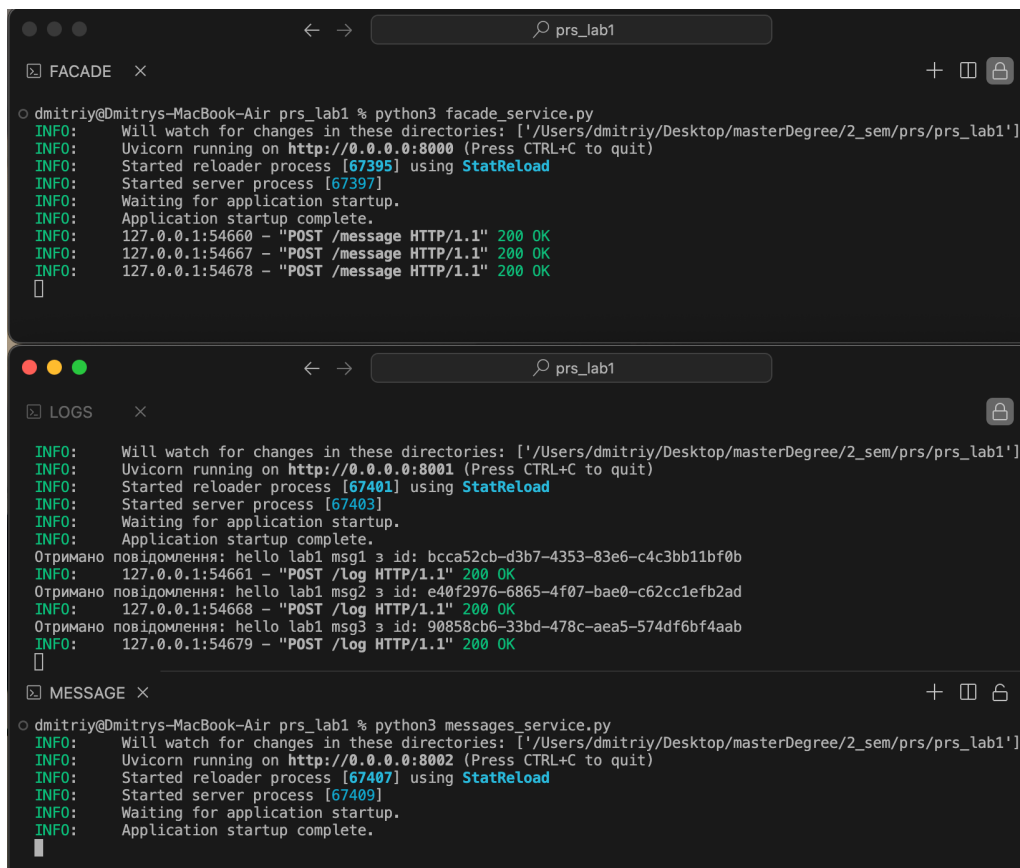 prs_lab1
FACADE
dmitriy@Dmitrys-MacBook-Air prs_lab1 % python3 facade_service.py
INFO:     Will watch for changes in these directories: ['/Users/dmitriy/Desktop/masterDegree/2_sem/prs/prs_lab1']
INFO:     Uvicorn running on http://0.0.0.0:8000 (Press CTRL+C to quit)
INFO:     Started reloader process [67395] using StatReload
INFO:     Started server process [67397]
INFO:     Waiting for application startup.
INFO:     Application startup complete.
INFO:     127.0.0.1:54660 – "POST /message HTTP/1.1" 200 OK
INFO:     127.0.0.1:54667 – "POST /message HTTP/1.1" 200 OK
INFO:     127.0.0.1:54678 – "POST /message HTTP/1.1" 200 OK
prs_lab1
LOGS
INFO:     Will watch for changes in these directories: ['/Users/dmitriy/Desktop/masterDegree/2_sem/prs/prs_lab1']
INFO:     Uvicorn running on http://0.0.0.0:8001 (Press CTRL+C to quit)
INFO:     Started reloader process [67401] using StatReload
INFO:     Started server process [67403]
INFO:     Waiting for application startup.
INFO:     Application startup complete.
Отримано повідомлення: hello lab1 msg1 з id: bcca52cb-d3b7-4353-83e6-c4c3bb11bf0b
INFO:     127.0.0.1:54661 – "POST /log HTTP/1.1" 200 OK
Отримано повідомлення: hello lab1 msg2 з id: e40f2976-6865-4f07-bae0-c62cc1efb2ad
INFO:     127.0.0.1:54668 – "POST /log HTTP/1.1" 200 OK
Отримано повідомлення: hello lab1 msg3 з id: 90858cb6-33bd-478c-aea5-574df6bf4aab
INFO:     127.0.0.1:54679 – "POST /log HTTP/1.1" 200 OK
MESSAGE
dmitriy@Dmitrys-MacBook-Air prs_lab1 % python3 messages_service.py
INFO:     Will watch for changes in these directories: ['/Users/dmitriy/Desktop/masterDegree/2_sem/prs/prs_lab1']
INFO:     Uvicorn running on http://0.0.0.0:8002 (Press CTRL+C to quit)
INFO:     Started reloader process [67407] using StatReload
INFO:     Started server process [67409]
INFO:     Waiting for application startup.
INFO:     Application startup complete.